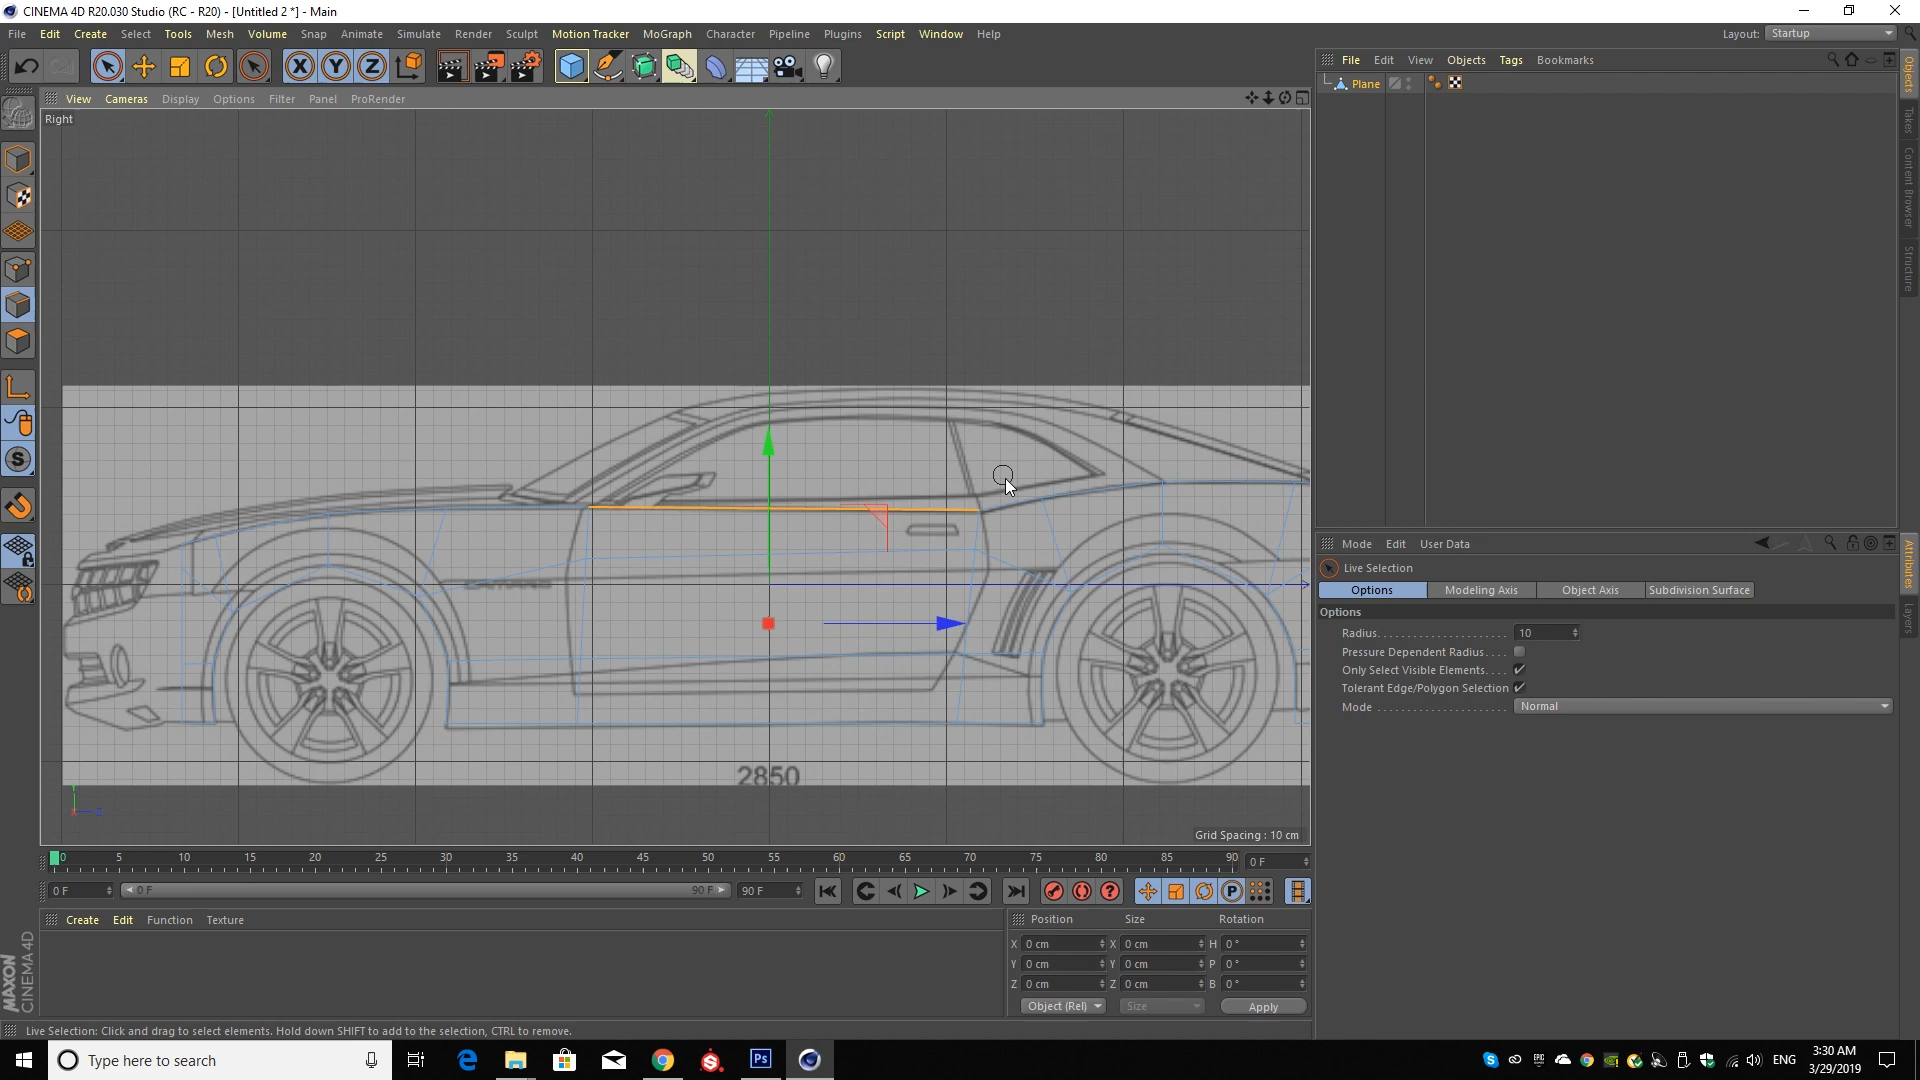 CINEMA 4D R20.030 Studio (RC - R20) - [Untitled 2 *] - Main
File Edit Create Select Tools Mesh Volume Snap Animate Simulate Render Sculpt Motion Tracker MoGraph Character Pipeline Plugins Script Window Help
Layout: Startup
View Cameras Display Options Filter Panel ProRender
File Edit View Objects Tags Bookmarks
Right
Plane
Objects
Takes
Content Browser
Structure
X Y Z
2850
Y
Z
Grid Spacing : 10 cm
Mode Edit User Data
Live Selection
Options Modeling Axis Object Axis Subdivision Surface
Options
Radius 10
Pressure Dependent Radius
Only Select Visible Elements
Tolerant Edge/Polygon Selection
Mode Normal
Attributes
Layers
0 5 10 15 20 25 30 35 40 45 50 55 60 65 70 75 80 85 90 0 F
0 F 0 F 90 F 90 F
Create Edit Function Texture
Position Size Rotation
X 0 cm X 0 cm H 0 °
Y 0 cm Y 0 cm P 0 °
Z 0 cm Z 0 cm B 0 °
Object (Rel) Size Apply
MAXON
CINEMA 4D
Live Selection: Click and drag to select elements. Hold down SHIFT to add to the selection, CTRL to remove.
Type here to search
Ps
ENG
3:30 AM
3/29/2019